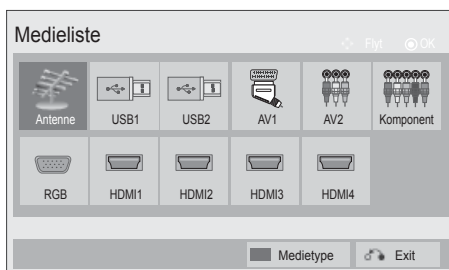 Medieliste
Flyt OK
Antenne USB1 USB2 AV1 AV2 Komponent
RGB HDMI1 HDMI2 HDMI3 HDMI4
Medietype Exit